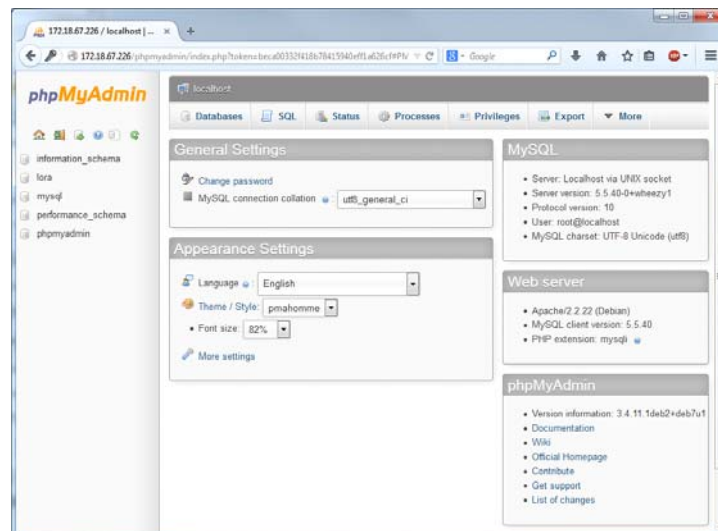 172.18.67.226 / localhost | ...
172.18.67.226/phpmyadmin/index.php?token=
Google
phpMyAdmin
information_schema
lora
mysql
performance_schema
phpmyadmin
localhost
Databases SQL Status Processes Privileges Export More
General Settings
Change password
MySQL connection collation : utf8_general_ci
Appearance Settings
Language : English
Theme / Style: pmahomme
Font size: 82%
More settings
MySQL
Server: Localhost via UNIX socket
Server version: 5.5.40-0+wheezy1
Protocol version: 10
User: root@localhost
MySQL charset: UTF-8 Unicode (utf8)
Web server
Apache/2.2.22 (Debian)
MySQL client version: 5.5.40
PHP extension: mysqli
phpMyAdmin
Version information: 3.4.11.1deb2+deb7u1
Documentation
Wiki
Official Homepage
Contribute
Get support
List of changes